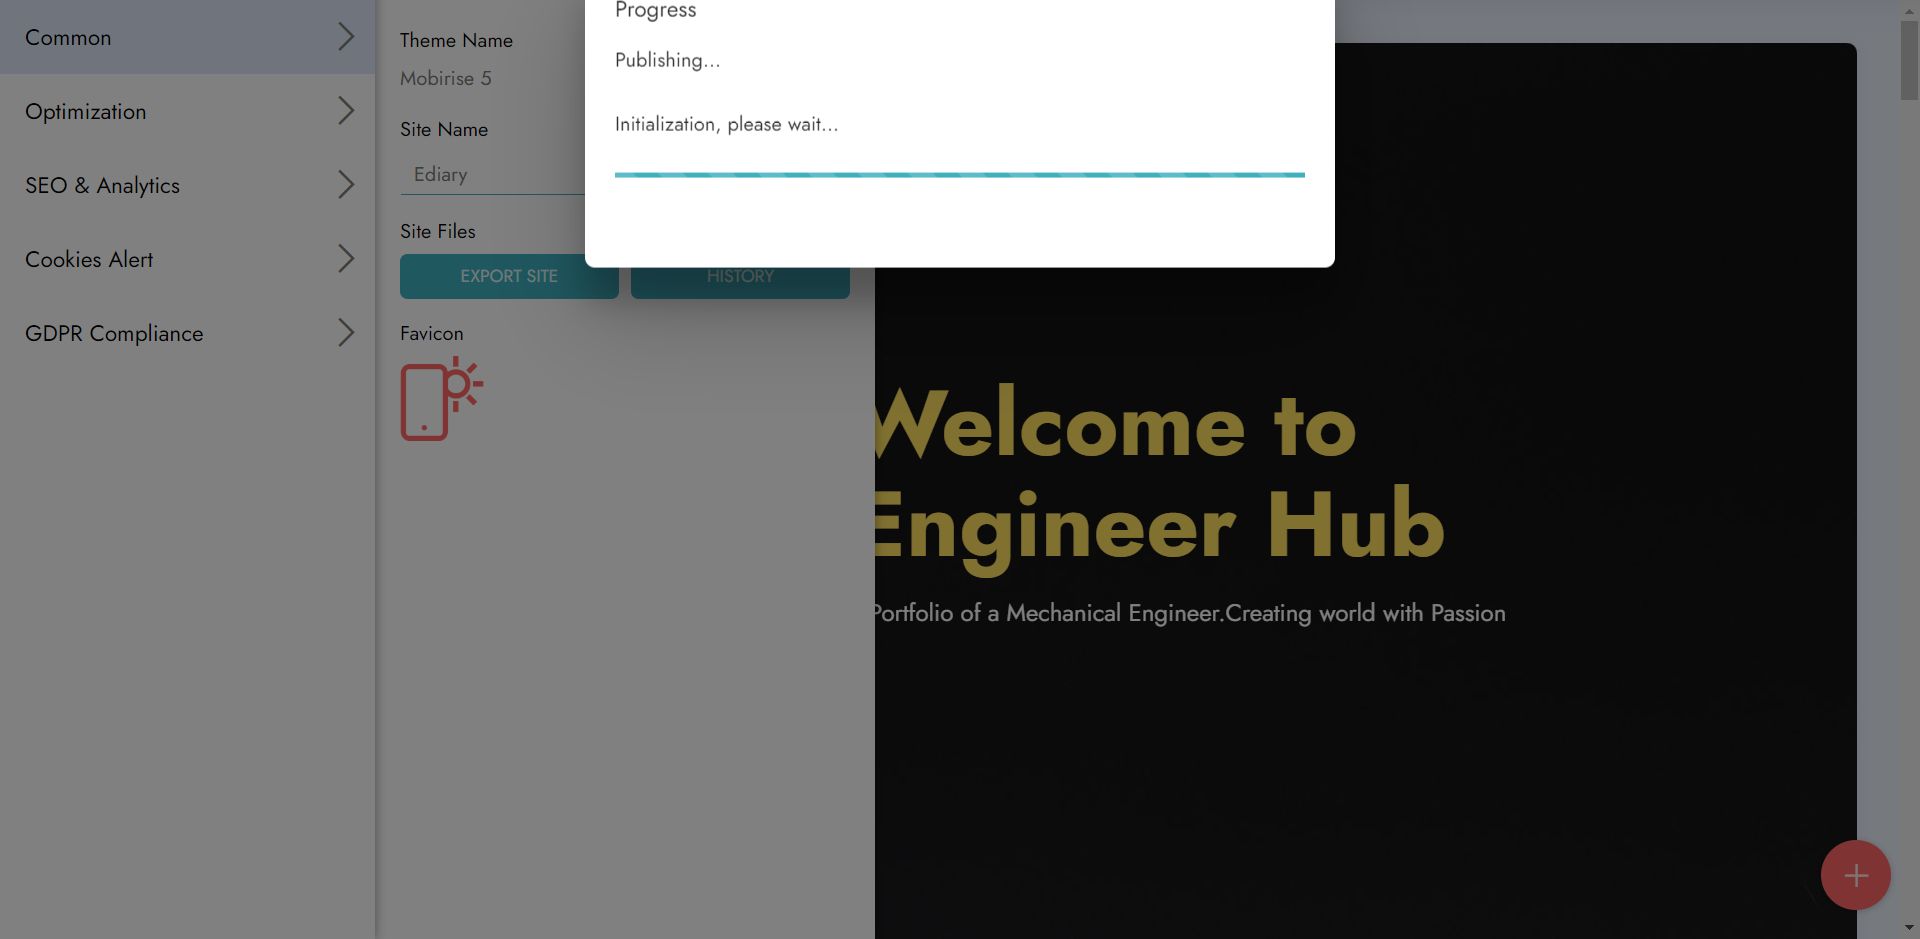 Common
Optimization
SEO & Analytics
Cookies Alert
GDPR Compliance
Theme Name
Mobirise 5
Site Name
Ediary
Site Files
EXPORT SITE
HISTORY
Favicon
Progress
Publishing...
Initialization, please wait...
Welcome to
Engineer Hub
Portfolio of a Mechanical Engineer.Creating world with Passion